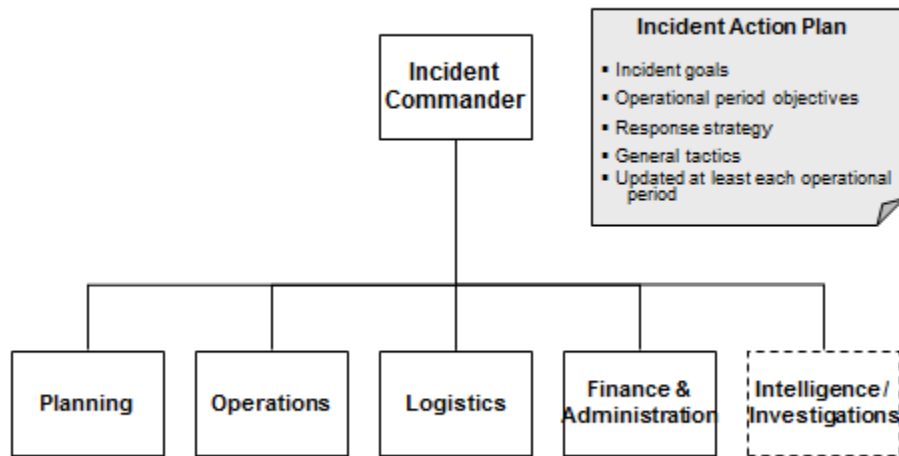 Incident Action Plan
▪ Incident goals
▪ Operational period objectives
▪ Response strategy
▪ General tactics
▪ Updated at least each operational
period
Incident
Commander
Planning
Operations
Logistics
Finance &
Administration
Intelligence /
Investigations